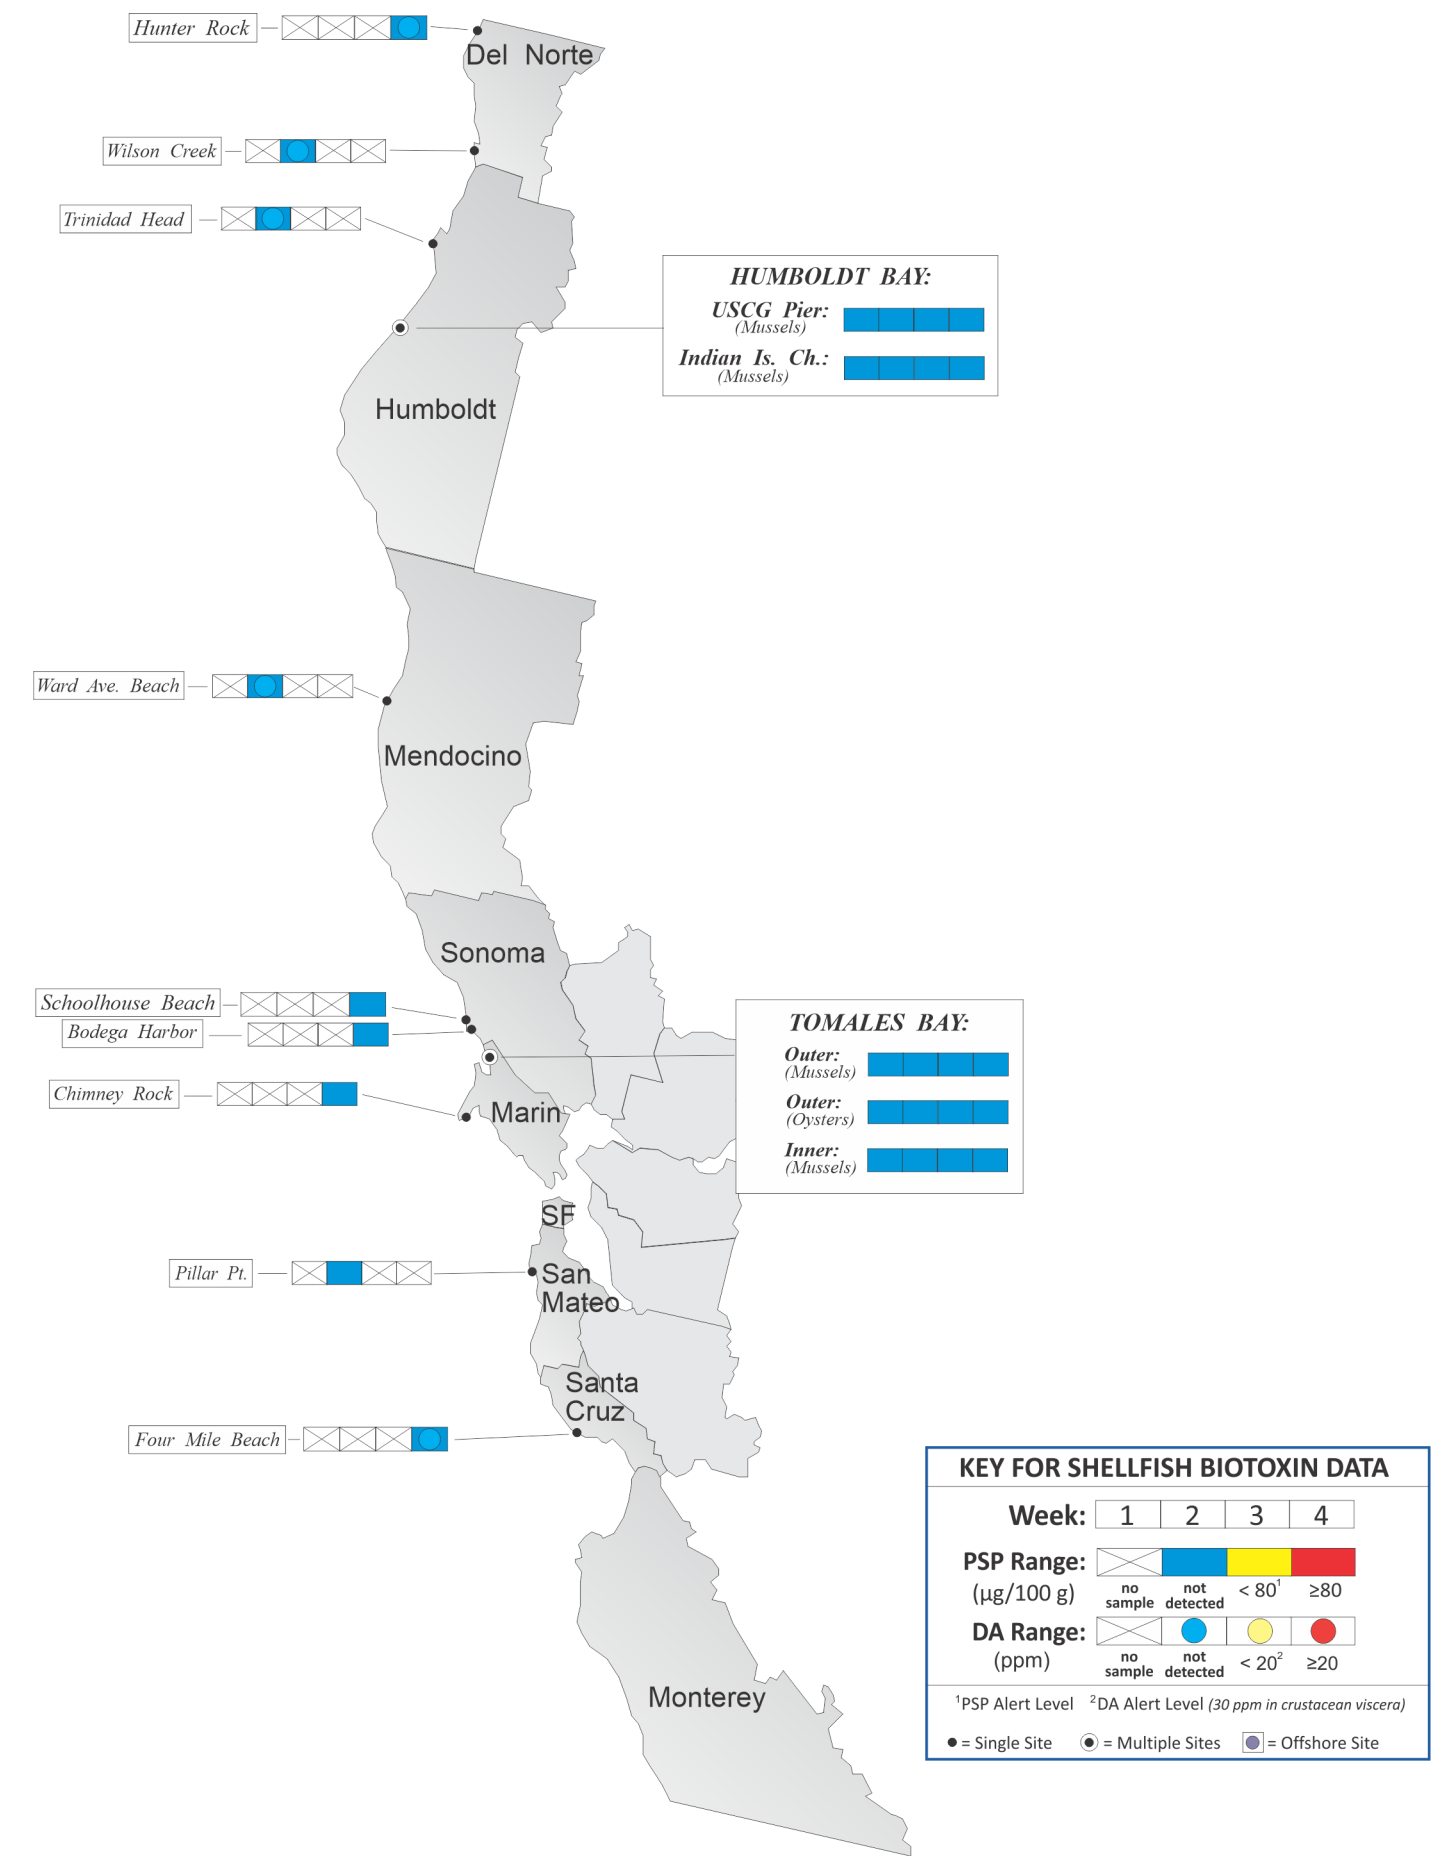 Hunter Rock
Del Norte
Wilson Creek
Trinidad Head
HUMBOLDT BAY:
USCG Pier:
(Mussels)
Indian Is. Ch.:
(Mussels)
Humboldt
Ward Ave. Beach
Mendocino
Sonoma
Schoolhouse Beach
Bodega Harbor
TOMALES BAY:
Outer:
(Mussels)
Outer:
(Oysters)
Inner:
(Mussels)
Chimney Rock
Marin
SF
Pillar Pt.
San
Mateo
Santa
Cruz
Four Mile Beach
Monterey
KEY FOR SHELLFISH BIOTOXIN DATA
Week: 1 2 3 4
PSP Range:
(µg/100 g) no sample not detected < 80¹ ≥80
DA Range:
(ppm) no sample not detected < 20² ≥20
¹PSP Alert Level ²DA Alert Level (30 ppm in crustacean viscera)
= Single Site = Multiple Sites = Offshore Site